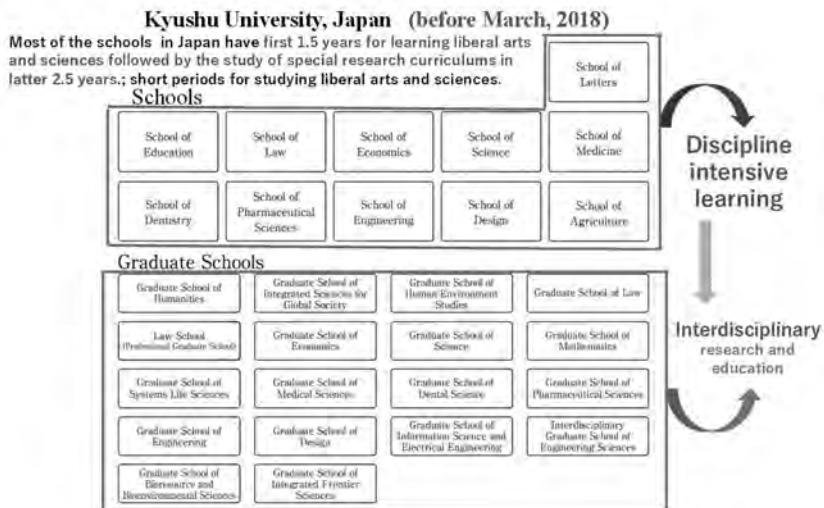 Kyushu University, Japan (before March, 2018)
Most of the schools in Japan have first 1.5 years for learning liberal arts
and sciences followed by the study of special research curriculums in
latter 2.5 years.; short periods for studying liberal arts and sciences.
Schools
School of
Letters
School of
Education
School of
Law
School of
Economics
School of
Science
School of
Medicine
School of
Dentistry
School of
Pharmaceutical
Sciences
School of
Engineering
School of
Design
School of
Agriculture
Discipline
intensive
learning
Graduate Schools
Graduate School of
Humanities
Graduate School of
Integrated Sciences for
Global Society
Graduate School of
Human Environment
Studies
Graduate School of Law
Law School
(Professional Graduate School)
Graduate School of
Economics
Graduate School of
Science
Graduate School of
Mathematics
Graduate School of
Systems Life Sciences
Graduate School of
Medical Sciences
Graduate School of
Dental Science
Graduate School of
Pharmaceutical Sciences
Graduate School of
Engineering
Graduate School of
Design
Graduate School of
Information Science and
Electrical Engineering
Interdisciplinary
Graduate School of
Engineering Sciences
Graduate School of
Bioresource and
Bioenvironmental Sciences
Graduate School of
Integrated Frontier
Sciences
Interdisciplinary
research and
education